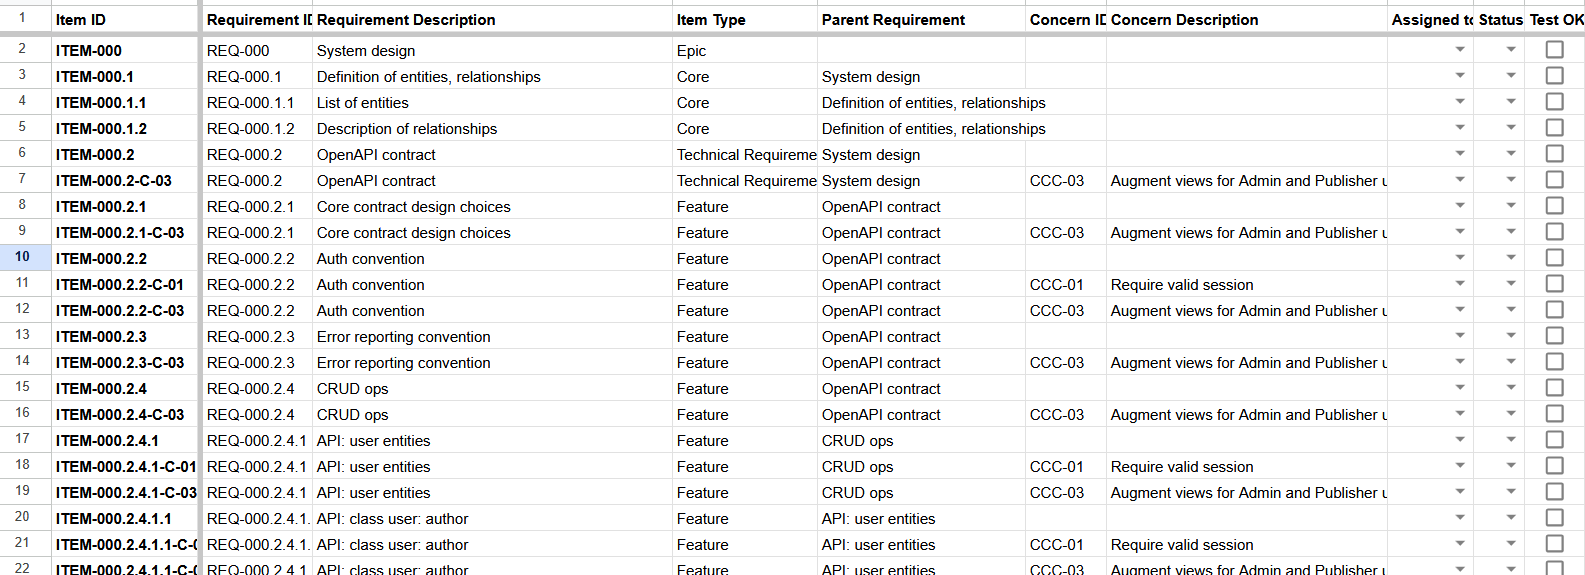 1 Item ID Requirement ID Requirement Description Item Type Parent Requirement Concern ID Concern Description Assigned to Status Test OK
2 ITEM-000 REQ-000 System design Epic
3 ITEM-000.1 REQ-000.1 Definition of entities, relationships Core System design
4 ITEM-000.1.1 REQ-000.1.1 List of entities Core Definition of entities, relationships
5 ITEM-000.1.2 REQ-000.1.2 Description of relationships Core Definition of entities, relationships
6 ITEM-000.2 REQ-000.2 OpenAPI contract Technical Requireme System design
7 ITEM-000.2-C-03 REQ-000.2 OpenAPI contract Technical Requireme System design CCC-03 Augment views for Admin and Publisher u
8 ITEM-000.2.1 REQ-000.2.1 Core contract design choices Feature OpenAPI contract
9 ITEM-000.2.1-C-03 REQ-000.2.1 Core contract design choices Feature OpenAPI contract CCC-03 Augment views for Admin and Publisher u
10 ITEM-000.2.2 REQ-000.2.2 Auth convention Feature OpenAPI contract
11 ITEM-000.2.2-C-01 REQ-000.2.2 Auth convention Feature OpenAPI contract CCC-01 Require valid session
12 ITEM-000.2.2-C-03 REQ-000.2.2 Auth convention Feature OpenAPI contract CCC-03 Augment views for Admin and Publisher u
13 ITEM-000.2.3 REQ-000.2.3 Error reporting convention Feature OpenAPI contract
14 ITEM-000.2.3-C-03 REQ-000.2.3 Error reporting convention Feature OpenAPI contract CCC-03 Augment views for Admin and Publisher u
15 ITEM-000.2.4 REQ-000.2.4 CRUD ops Feature OpenAPI contract
16 ITEM-000.2.4-C-03 REQ-000.2.4 CRUD ops Feature OpenAPI contract CCC-03 Augment views for Admin and Publisher u
17 ITEM-000.2.4.1 REQ-000.2.4.1 API: user entities Feature CRUD ops
18 ITEM-000.2.4.1-C-01 REQ-000.2.4.1 API: user entities Feature CRUD ops CCC-01 Require valid session
19 ITEM-000.2.4.1-C-03 REQ-000.2.4.1 API: user entities Feature CRUD ops CCC-03 Augment views for Admin and Publisher u
20 ITEM-000.2.4.1.1 REQ-000.2.4.1. API: class user: author Feature API: user entities
21 ITEM-000.2.4.1.1-C-0 REQ-000.2.4.1. API: class user: author Feature API: user entities CCC-01 Require valid session
22 ITEM-000.2.4.1.1-C-0 REQ-000.2.4.1 API: class user: author Feature API: user entities CCC-03 Augment views for Admin and Publisher u